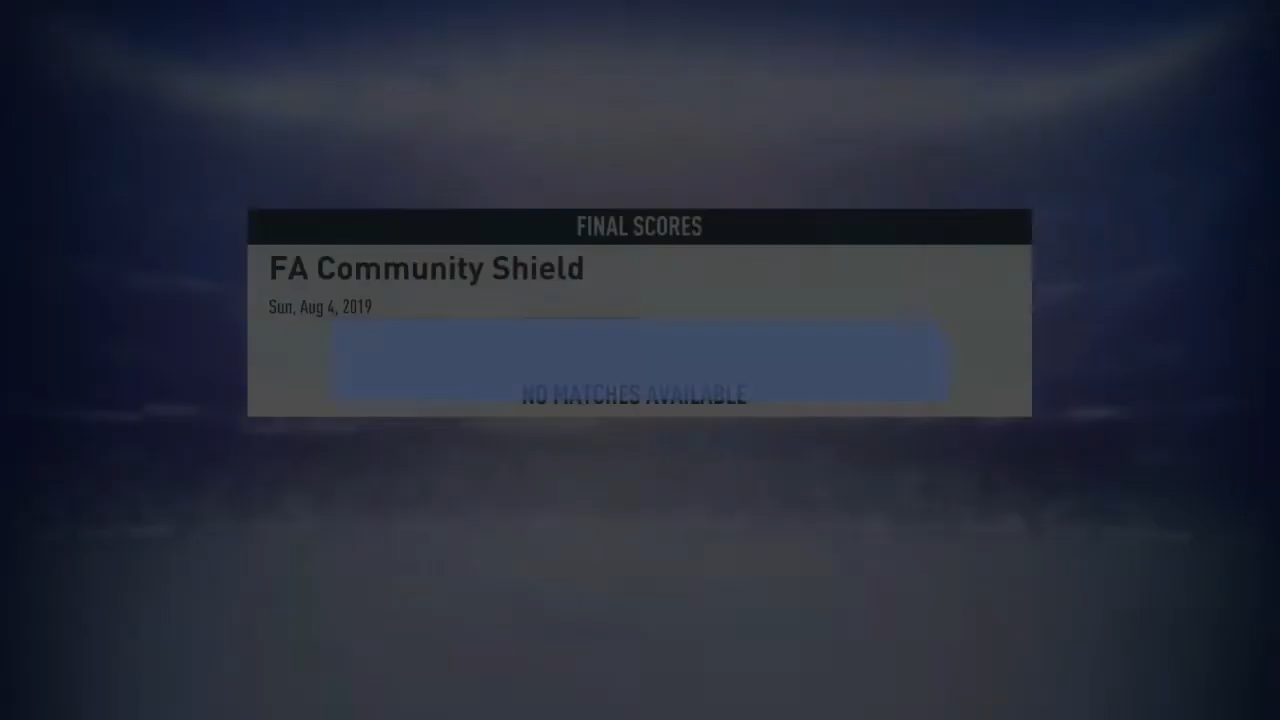 FINAL SCORES
FA Community Shield
Sun, Aug 4, 2019
NO MATCHES AVAILABLE